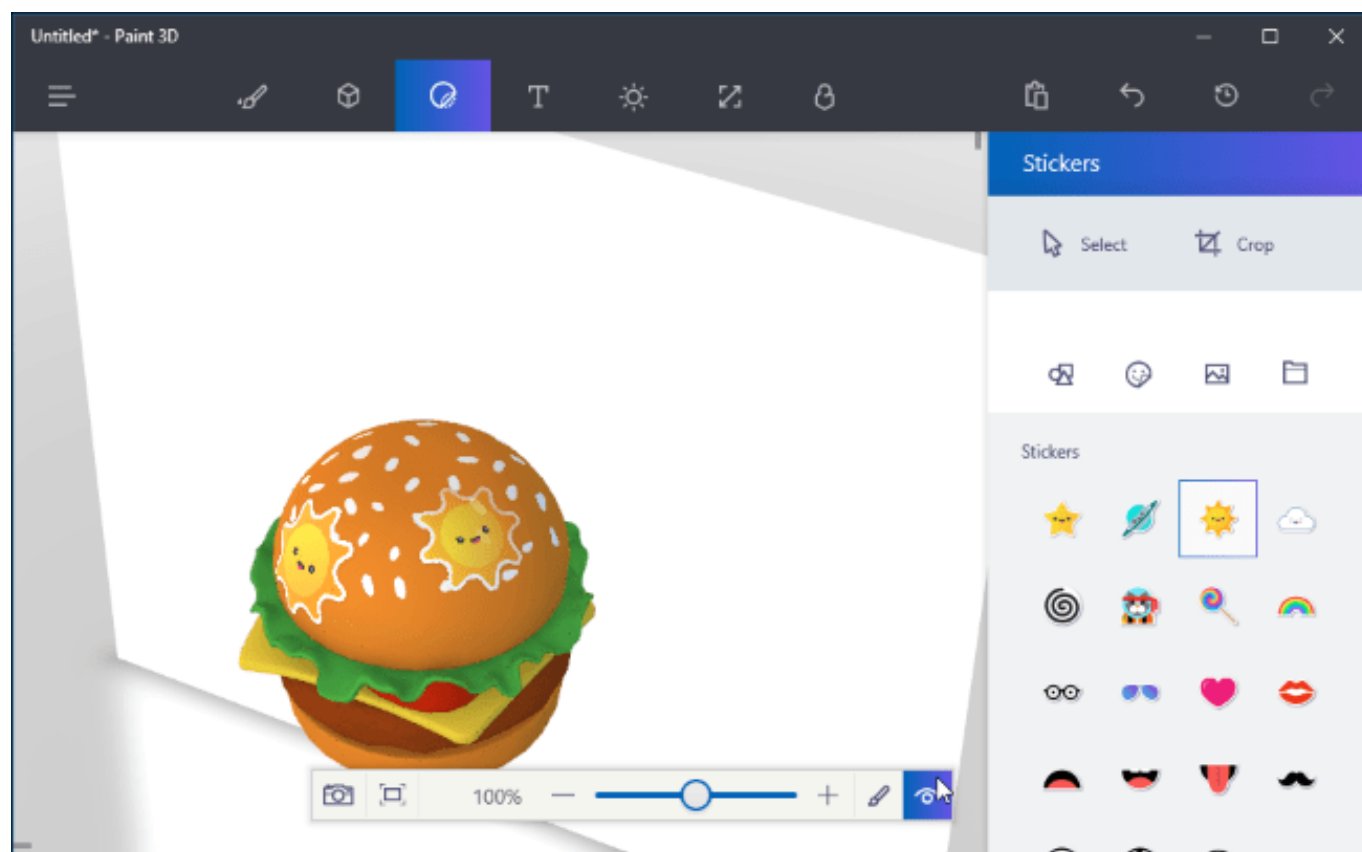 Untitled* - Paint 3D
T
Stickers
Select
Crop
Stickers
100%